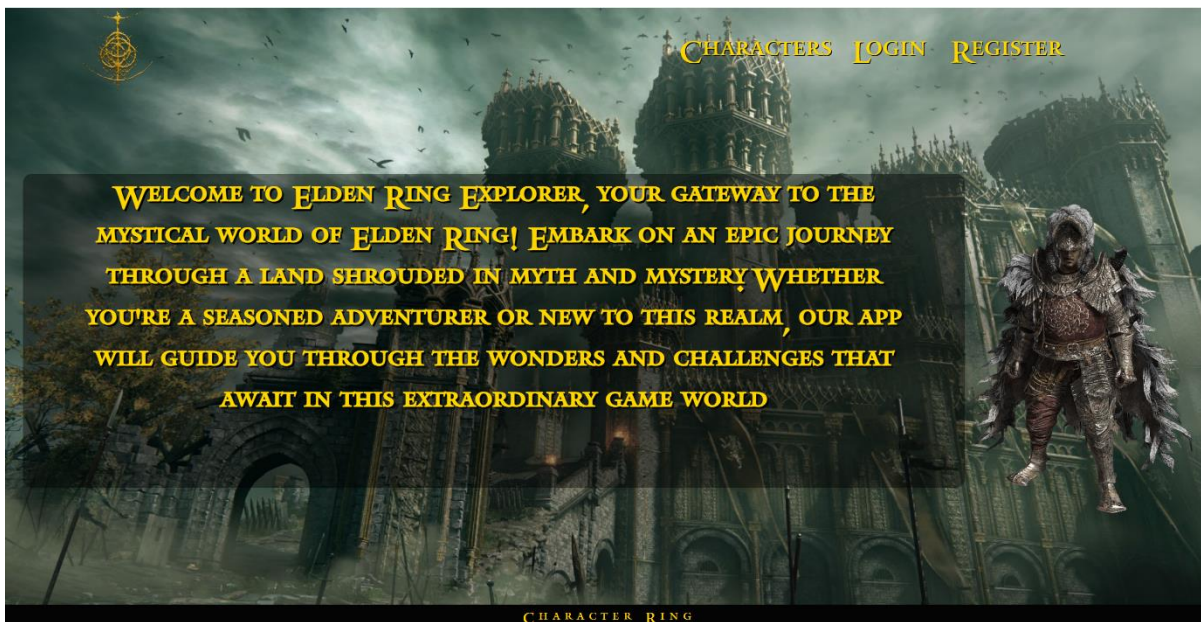 Characters Login Register
Welcome to Elden Ring Explorer, your gateway to the
mystical world of Elden Ring! Embark on an epic journey
through a land shrouded in myth and mystery. Whether
you're a seasoned adventurer or new to this realm, our app
will guide you through the wonders and challenges that
await in this extraordinary game world
Character Ring